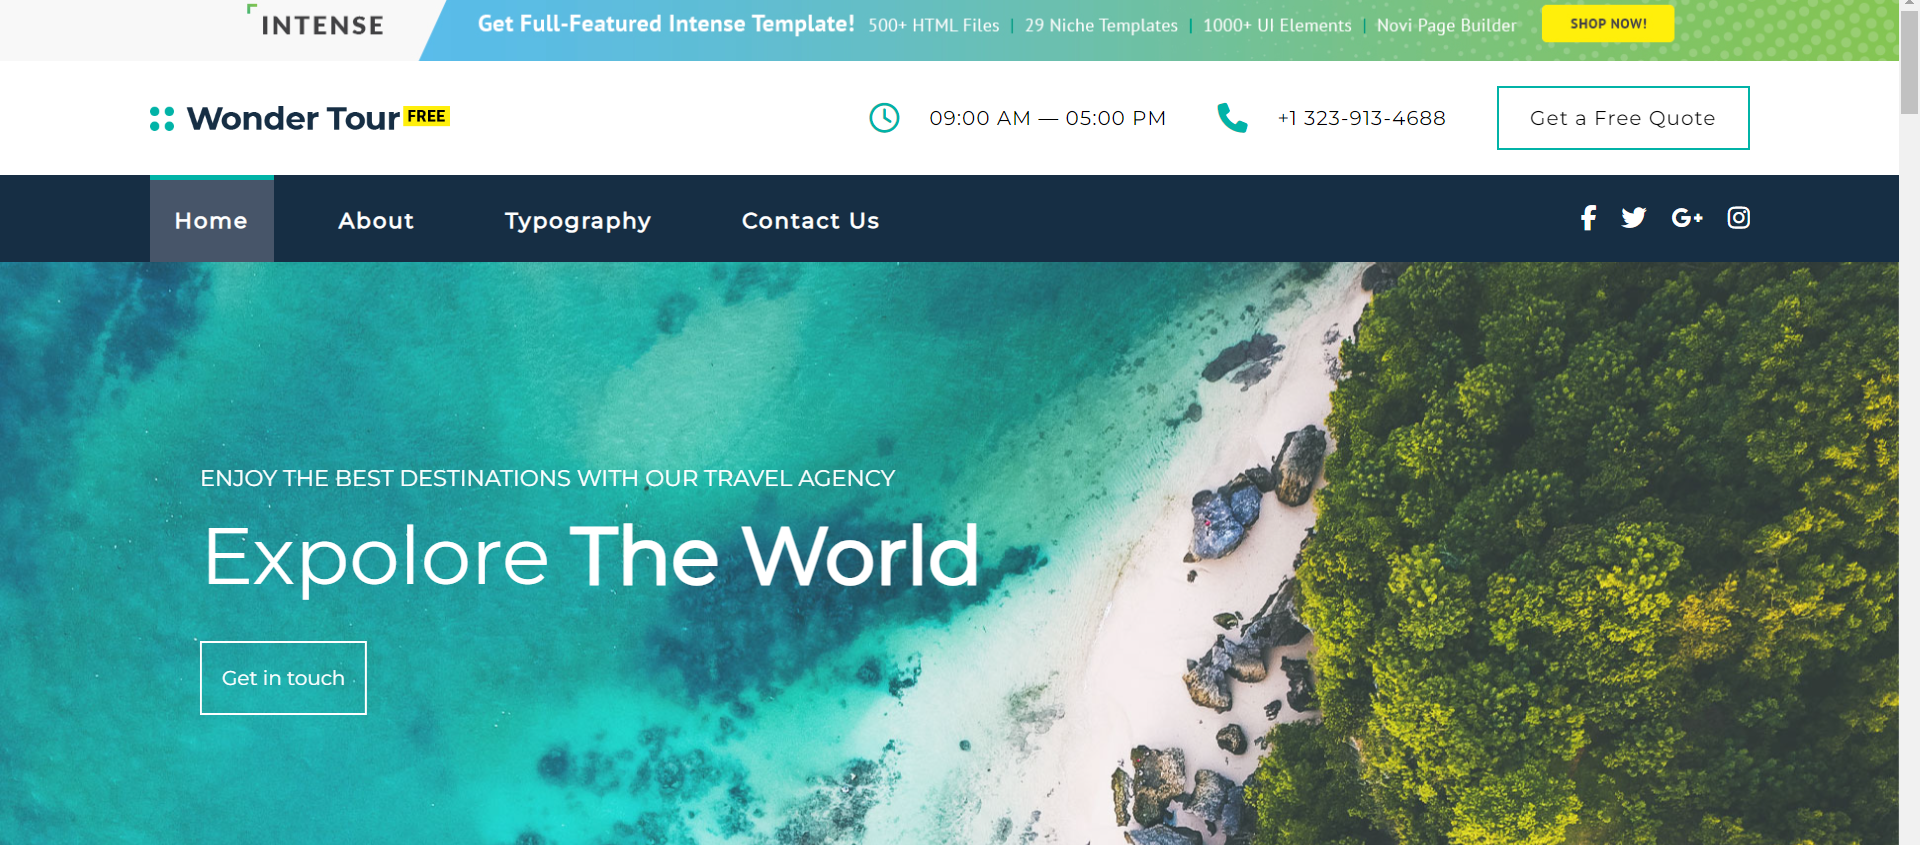 INTENSE
Get Full-Featured Intense Template! 500+ HTML Files | 29 Niche Templates | 1000+ UI Elements | Novi Page Builder SHOP NOW!
Wonder Tour FREE
09:00 AM — 05:00 PM
+1 323-913-4688
Get a Free Quote
Home About Typography Contact Us
ENJOY THE BEST DESTINATIONS WITH OUR TRAVEL AGENCY
Expolore The World
Get in touch